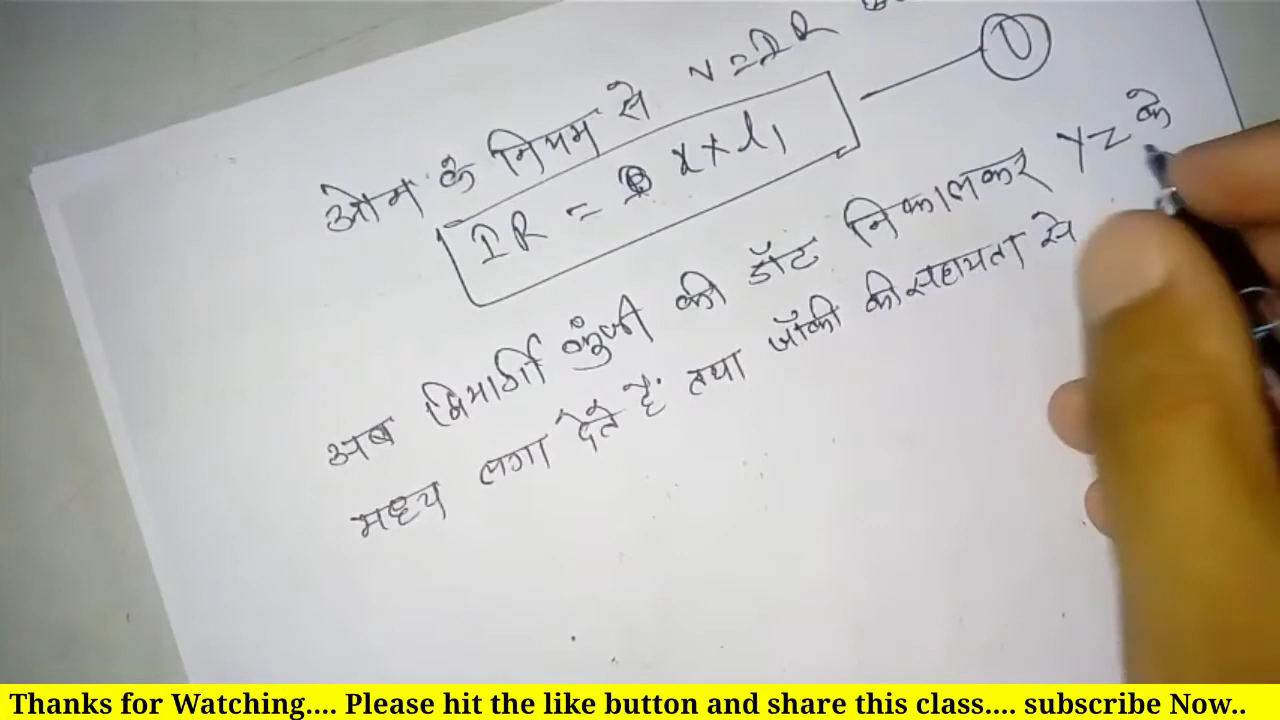 ओम के नियम से V = IR
IR = x × l₁ — ①
अब द्विमार्गी कुंजी की डॉट निकालकर YZ के
मध्य लगा देते हैं तथा जॉकी की सहायता से
Thanks for Watching.... Please hit the like button and share this class.... subscribe Now..